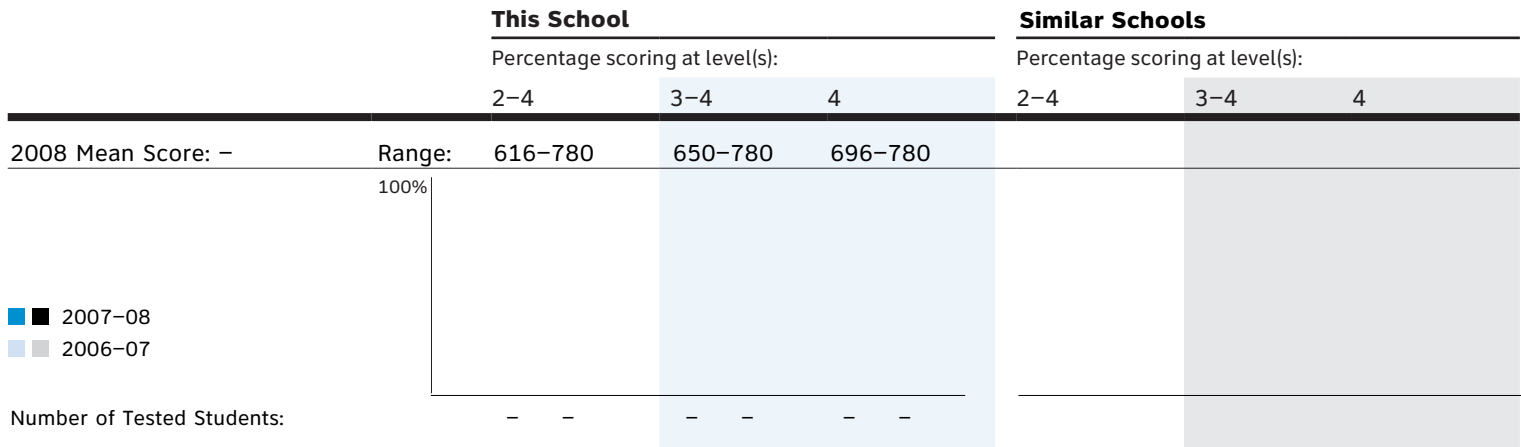 This School Similar Schools
Percentage scoring at level(s): Percentage scoring at level(s):
2–4 3–4 4 2–4 3–4 4
2008 Mean Score: – Range: 616–780 650–780 696–780
100%
2007–08
2006–07
Number of Tested Students: – – – – – –